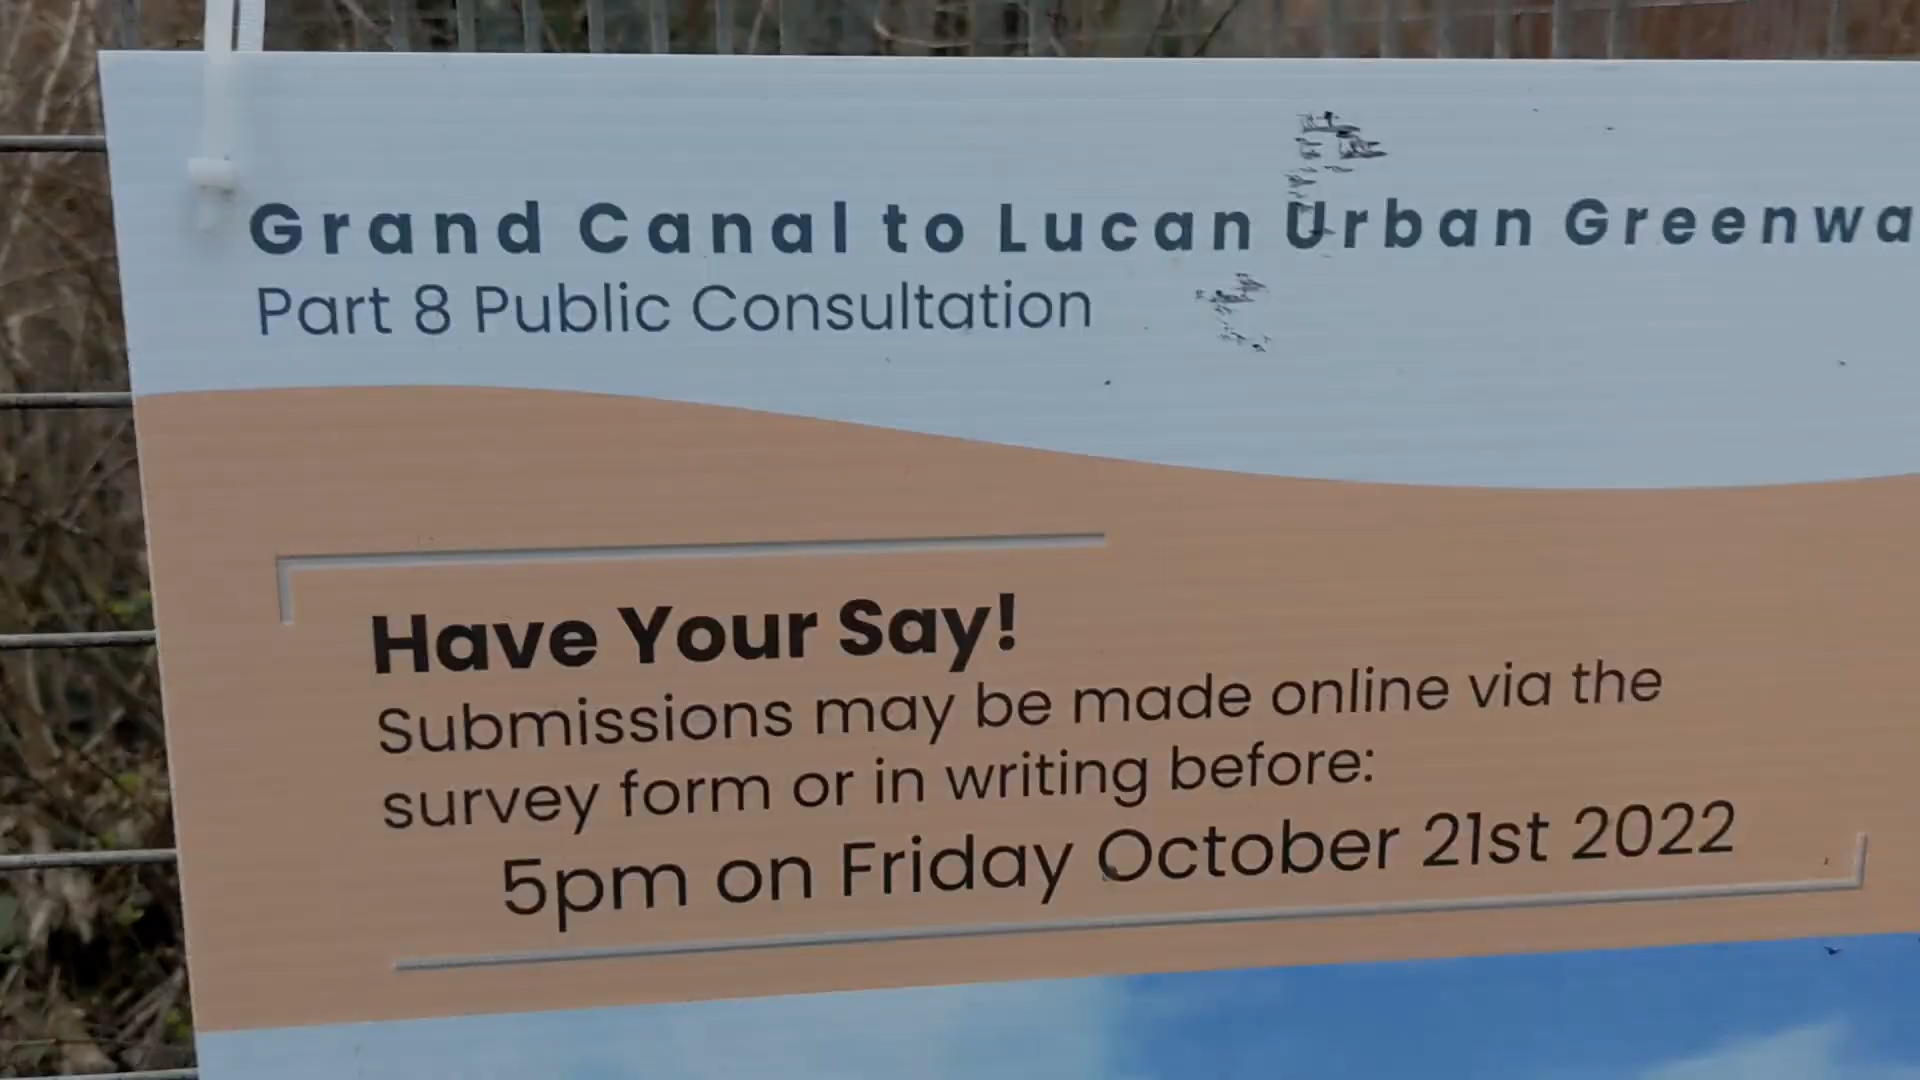 Grand Canal to Lucan Urban Greenwa
Part 8 Public Consultation
Have Your Say!
Submissions may be made online via the
survey form or in writing before:
5pm on Friday October 21st 2022